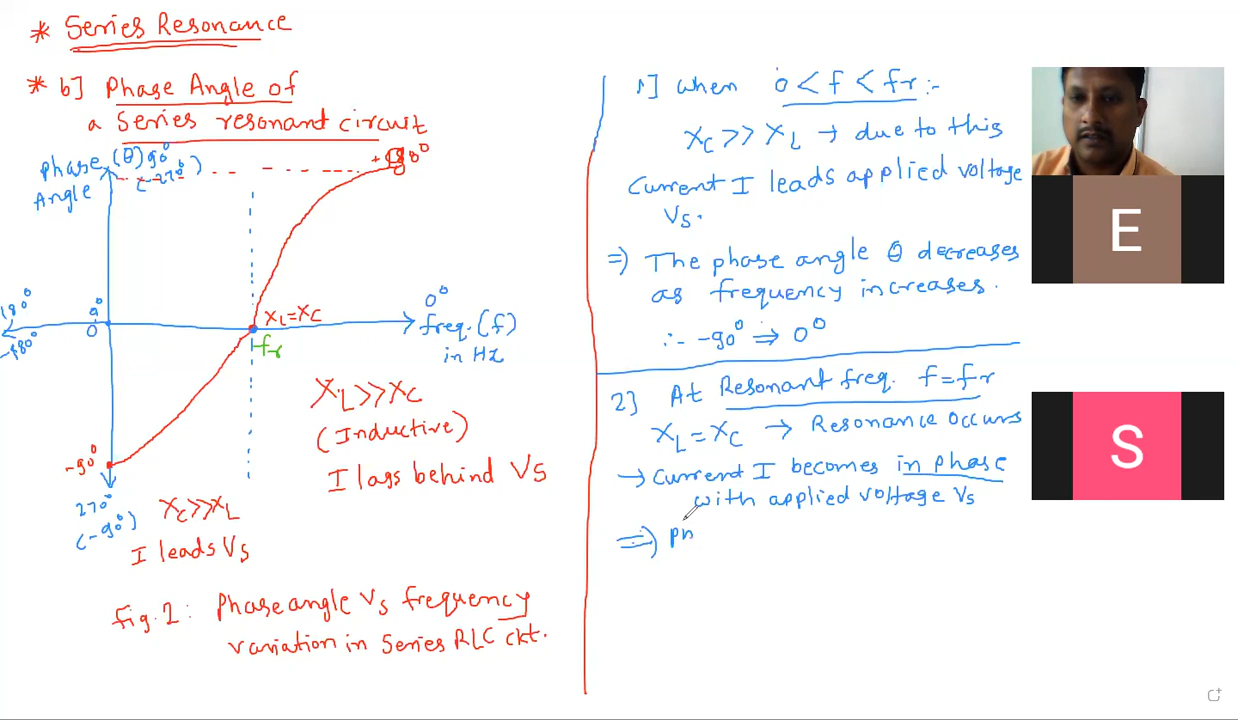 * Series Resonance
* b] Phase Angle of
a Series resonant circuit
Phase (θ) 90°
(-270°)
Angle
+90°
180°
-180°
0°
0
XL=XC
fr
0°
freq. (f)
in Hz
XL>>XC
(Inductive)
I lags behind VS
-90°
270°
(-90°)
XC>>XL
I leads VS
fig. 2: Phase angle Vs frequency
variation in Series RLC ckt.
1] when 0 < f < fr :-
XC >> XL → due to this
Current I leads applied voltage
VS.
⇒ The phase angle θ decreases
as frequency increases.
∴ -90° ⇒ 0°
2] At Resonant freq. f = fr
XL = XC → Resonance Occurs
→ Current I becomes in phase
with applied voltage Vs
⇒ Ph
E
S